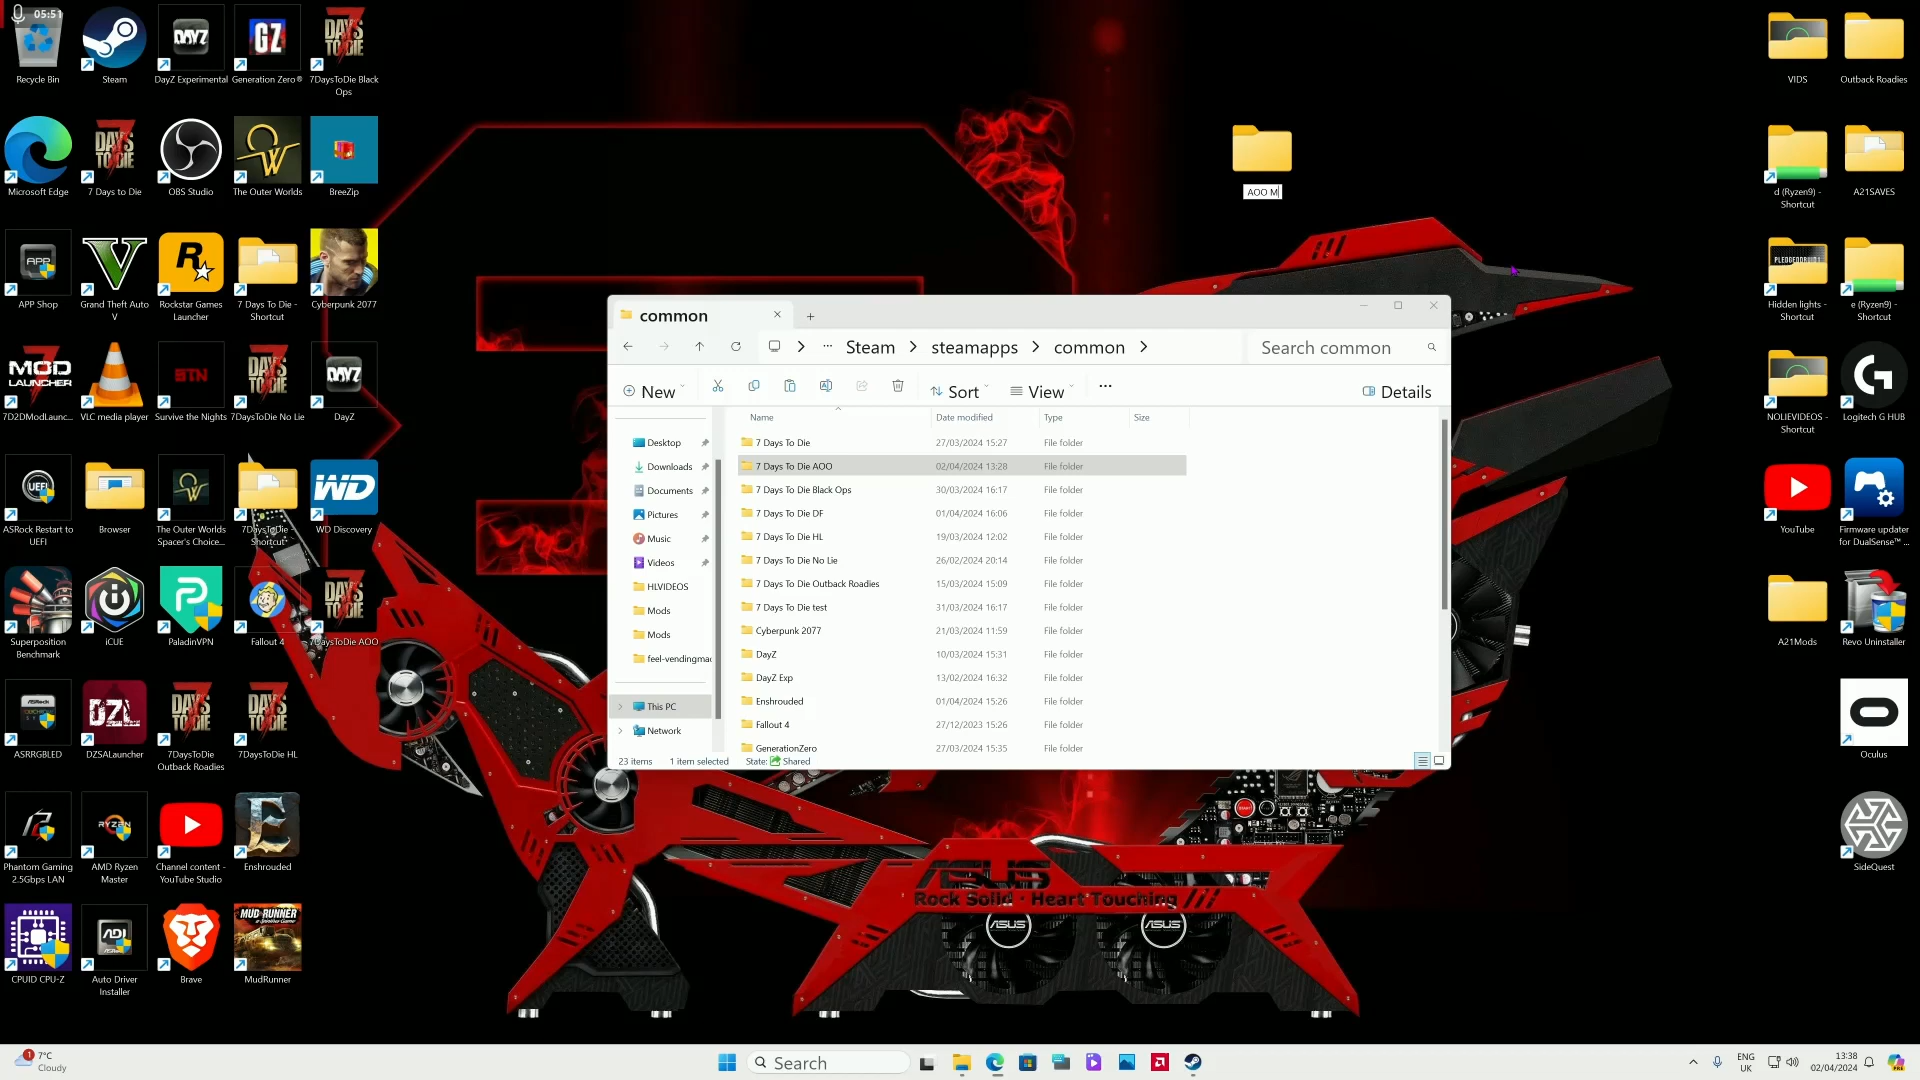 05:51
Recycle Bin
Steam
DayZ Experimental
Generation Zero®
7DaysToDie Black
Ops
Microsoft Edge
7 Days to Die
OBS Studio
The Outer Worlds
BreeZip
APP Shop
Grand Theft Auto
V
Rockstar Games
Launcher
7 Days To Die -
Shortcut
Cyberpunk 2077
7D2DModLaunc...
VLC media player
Survive the Nights
7DaysToDie No Lie
DayZ
ASRock Restart to
UEFI
Browser
The Outer Worlds
Spacer's Choice...
7DaysToDie -
Shortcut
WD Discovery
Superposition
Benchmark
iCUE
PaladinVPN
Fallout 4
7DaysToDie AOO
ASRRGBLED
DZSALauncher
7DaysToDie
Outback Roadies
7DaysToDie HL
Phantom Gaming
2.5Gbps LAN
AMD Ryzen
Master
Channel content -
YouTube Studio
Enshrouded
CPUID CPU-Z
Auto Driver
Installer
Brave
MudRunner
AOO M
VIDS
Outback Roadies
d (Ryzen9) -
Shortcut
A21SAVES
Hidden lights -
Shortcut
e (Ryzen9) -
Shortcut
NOLIEVIDEOS -
Shortcut
Logitech G HUB
YouTube
Firmware updater
for DualSense™ ...
A21Mods
Revo Uninstaller
Oculus
SideQuest
common
Steam
steamapps
common
Search common
New
Sort
View
Details
Name Date modified Type Size
Desktop
Downloads
Documents
Pictures
Music
Videos
HLVIDEOS
Mods
Mods
feel-vendingmac
This PC
Network
7 Days To Die 27/03/2024 15:27 File folder
7 Days To Die AOO 02/04/2024 13:28 File folder
7 Days To Die Black Ops 30/03/2024 16:17 File folder
7 Days To Die DF 01/04/2024 16:06 File folder
7 Days To Die HL 19/03/2024 12:02 File folder
7 Days To Die No Lie 26/02/2024 20:14 File folder
7 Days To Die Outback Roadies 15/03/2024 15:09 File folder
7 Days To Die test 31/03/2024 16:17 File folder
Cyberpunk 2077 21/03/2024 11:59 File folder
DayZ 10/03/2024 15:31 File folder
DayZ Exp 13/02/2024 16:32 File folder
Enshrouded 01/04/2024 15:26 File folder
Fallout 4 27/12/2023 15:26 File folder
GenerationZero 27/03/2024 15:35 File folder
23 items 1 item selected State: Shared
ASUS
Rock Solid · Heart Touching
ASUS
ASUS
1
7°C
Cloudy
Search
ENG
UK
13:38
02/04/2024